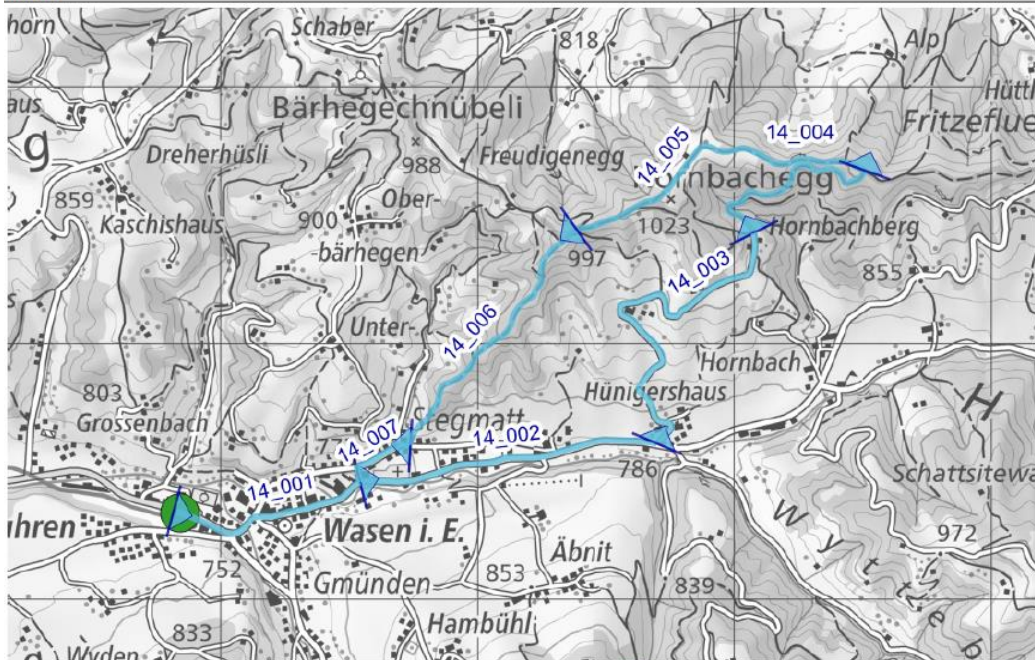 horn
Schaber
818
Alp
aus
Bärhegechnübeli
Hüttl
g
Dreherhüsli
988
Freudigenegg
14_005
14_004
Fritzeflue
859
Kaschishaus
900
Ober-
bärhegen
1023
ornbachegg
Hornbachberg
997
14_003
855
Unter-
14_006
Hornbach
803
Grossenbach
Hünigershaus
H
14_007
Stegmatt
14_002
786
Schattsitewa
14_001
uhren
Wasen i. E.
W
y
t
t
e
972
752
Gmünden
853
Äbnit
839
833
Hambühl
Wyden